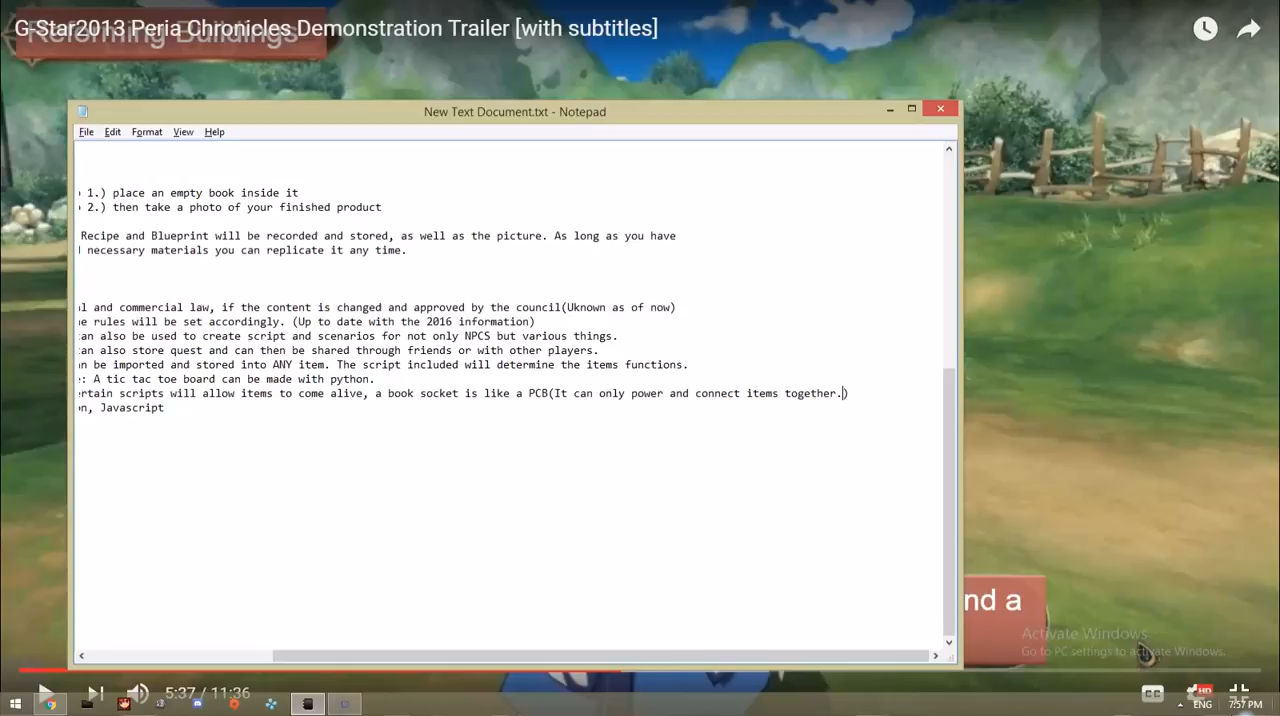 G-Star2013 Peria Chronicles Demonstration Trailer [with subtitles]
Reforming Buildings
New Text Document.txt - Notepad
File Edit Format View Help
1.) place an empty book inside it
2.) then take a photo of your finished product
Recipe and Blueprint will be recorded and stored, as well as the picture. As long as you have
necessary materials you can replicate it any time.
and commercial law, if the content is changed and approved by the council(Uknown as of now)
rules will be set accordingly. (Up to date with the 2016 information)
can also be used to create script and scenarios for not only NPCS but various things.
can also store quest and can then be shared through friends or with other players.
be imported and stored into ANY item. The script included will determine the items functions.
: A tic tac toe board can be made with python.
ertain scripts will allow items to come alive, a book socket is like a PCB(It can only power and connect items together.)
n, Javascript
nd a
Activate Windows
Go to PC settings to activate Windows.
5:37 / 11:36
CC
HD
ENG
7:57 PM